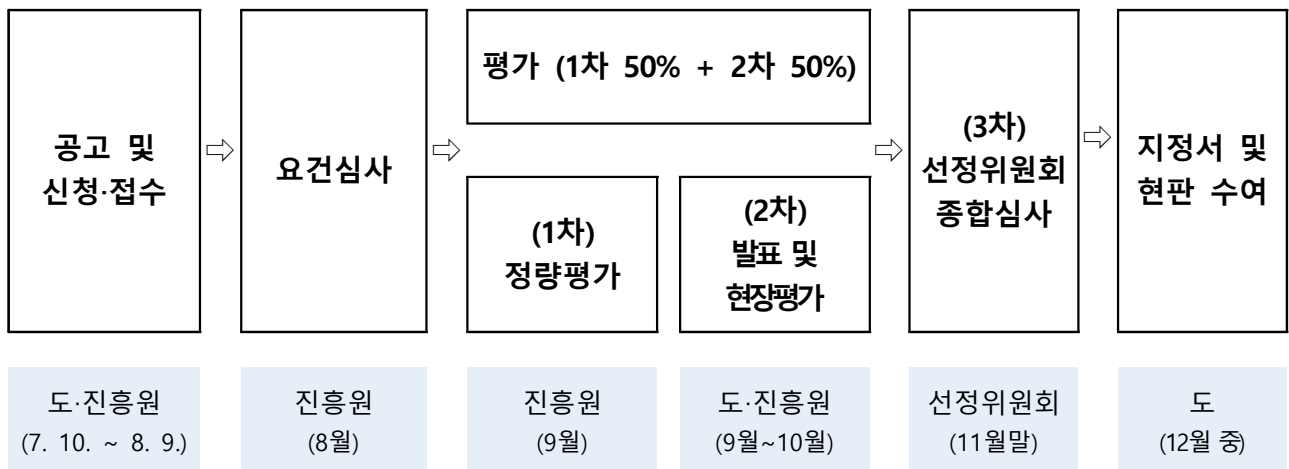 공고 및
신청·접수
⇨
요건심사
⇨
평가 (1차 50% + 2차 50%)
(1차)
정량평가
(2차)
발표 및
현장평가
⇨
(3차)
선정위원회
종합심사
⇨
지정서 및
현판 수여
도·진흥원
(7. 10. ~ 8. 9.)
진흥원
(8월)
진흥원
(9월)
도·진흥원
(9월~10월)
선정위원회
(11월말)
도
(12월 중)